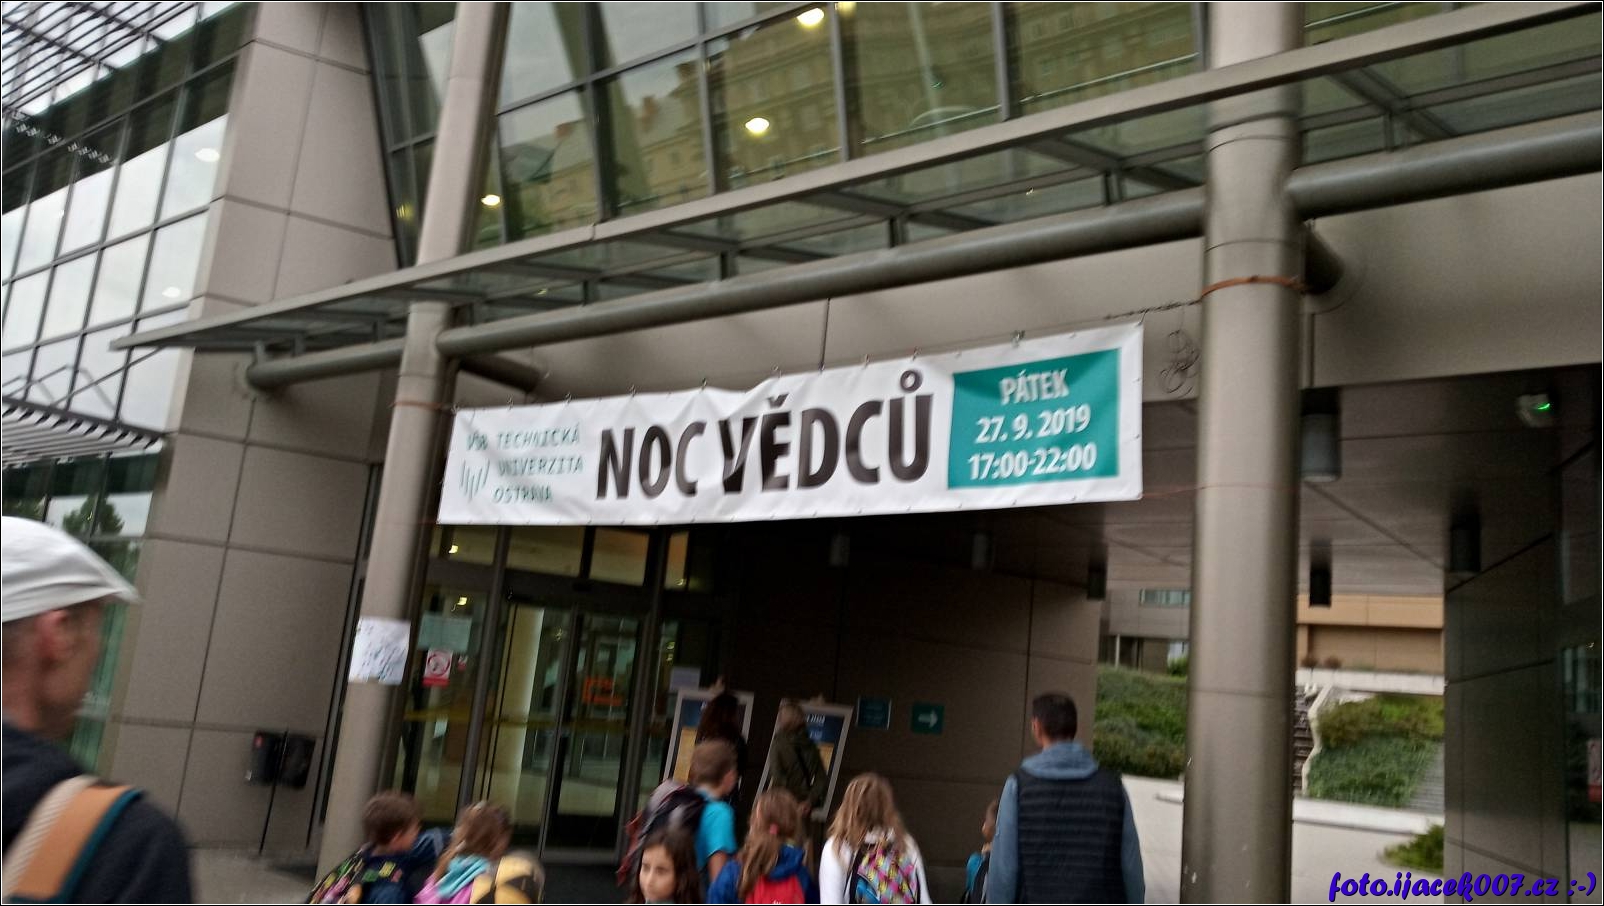 VŠB TECHNICKÁ
UNIVERZITA
OSTRAVA
NOC VĚDCŮ
PÁTEK
27. 9. 2019
17:00-22:00
foto.ijacek007.cz :-)